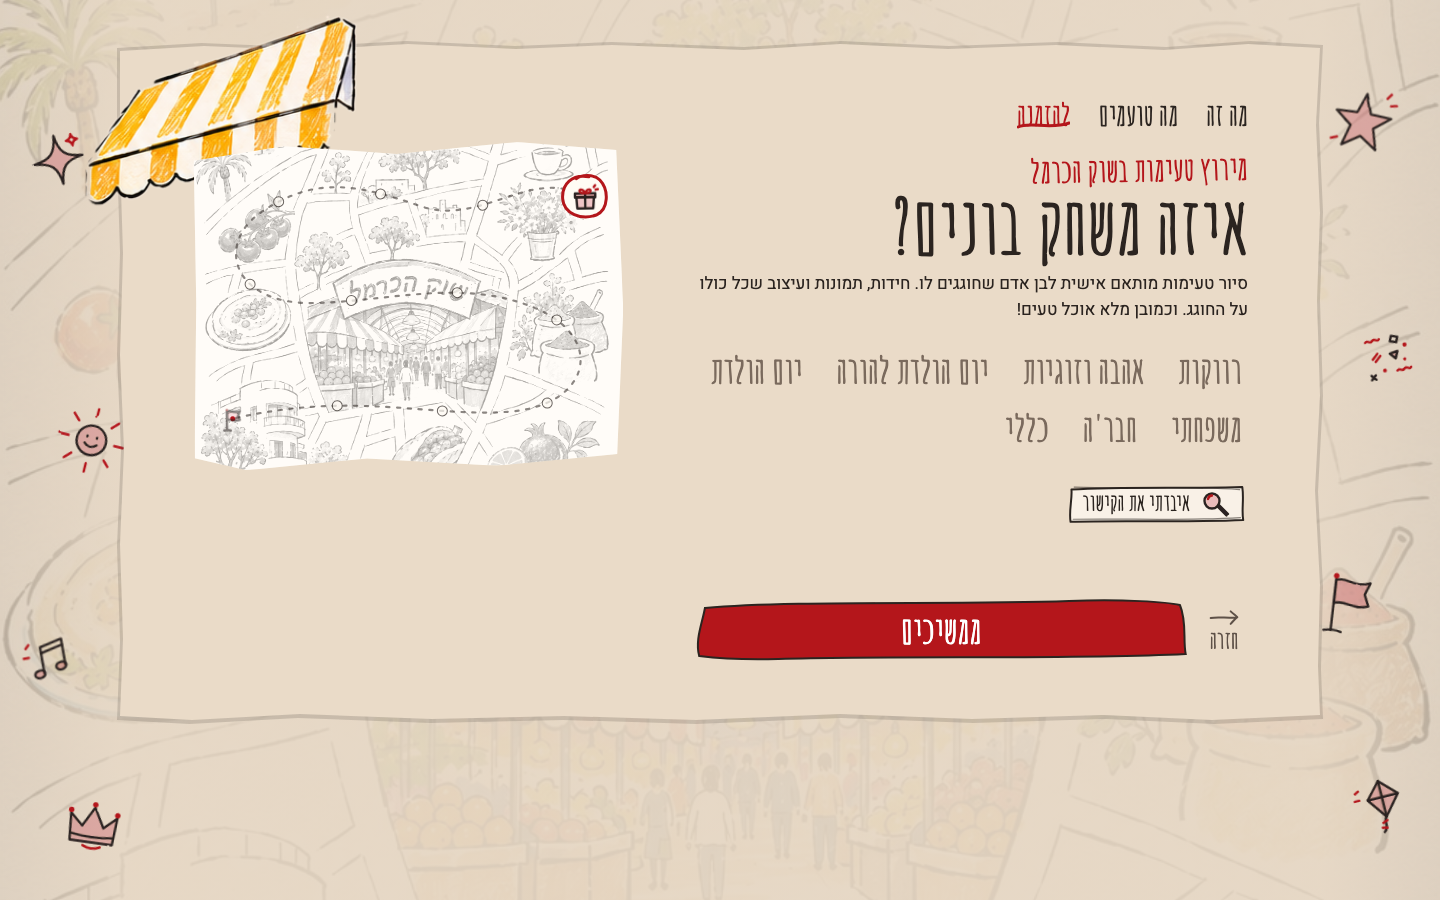 מה זה מה טועמים להזמנה
מירוץ טעימות בשוק הכרמל
איזה משחק בונים?
סיור טעימות מותאם אישית לבן אדם שחוגגים לו. חידות, תמונות ועיצוב שכל כולו
על החוגג. וכמובן מלא אוכל טעים!
רווקות אהבה וזוגיות יום הולדת להורה יום הולדת
משפחתי חבר'ה כללי
איבדתי את הקישור
ממשיכים
חזרה
שוק הכרמל